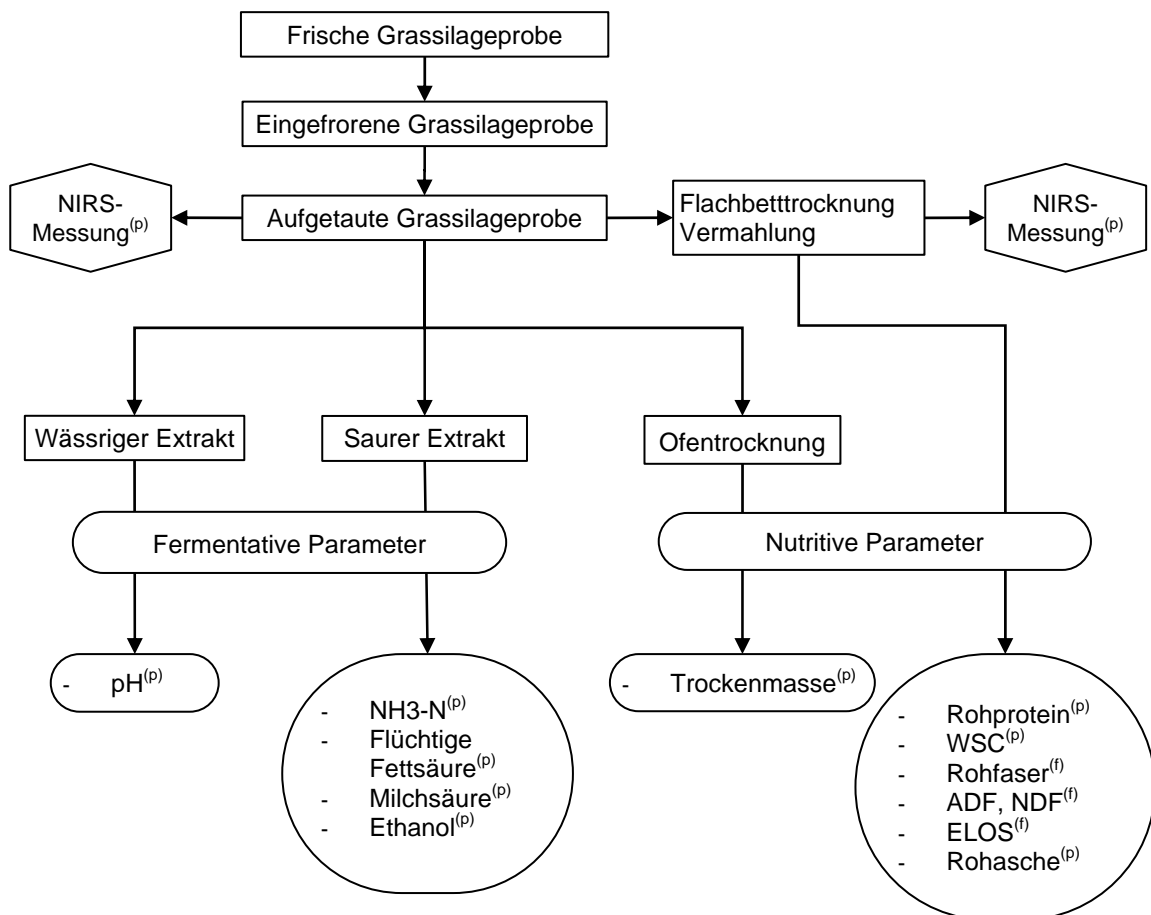 Frische Grassilageprobe
Eingefrorene Grassilageprobe
NIRS-
Messung(p)
Aufgetaute Grassilageprobe
Flachbetttrocknung
Vermahlung
NIRS-
Messung(p)
Wässriger Extrakt
Saurer Extrakt
Ofentrocknung
Fermentative Parameter
Nutritive Parameter
- pH(p)
- NH3-N(p)
- Flüchtige
Fettsäure(p)
- Milchsäure(p)
- Ethanol(p)
- Trockenmasse(p)
- Rohprotein(p)
- WSC(p)
- Rohfaser(f)
- ADF, NDF(f)
- ELOS(f)
- Rohasche(p)